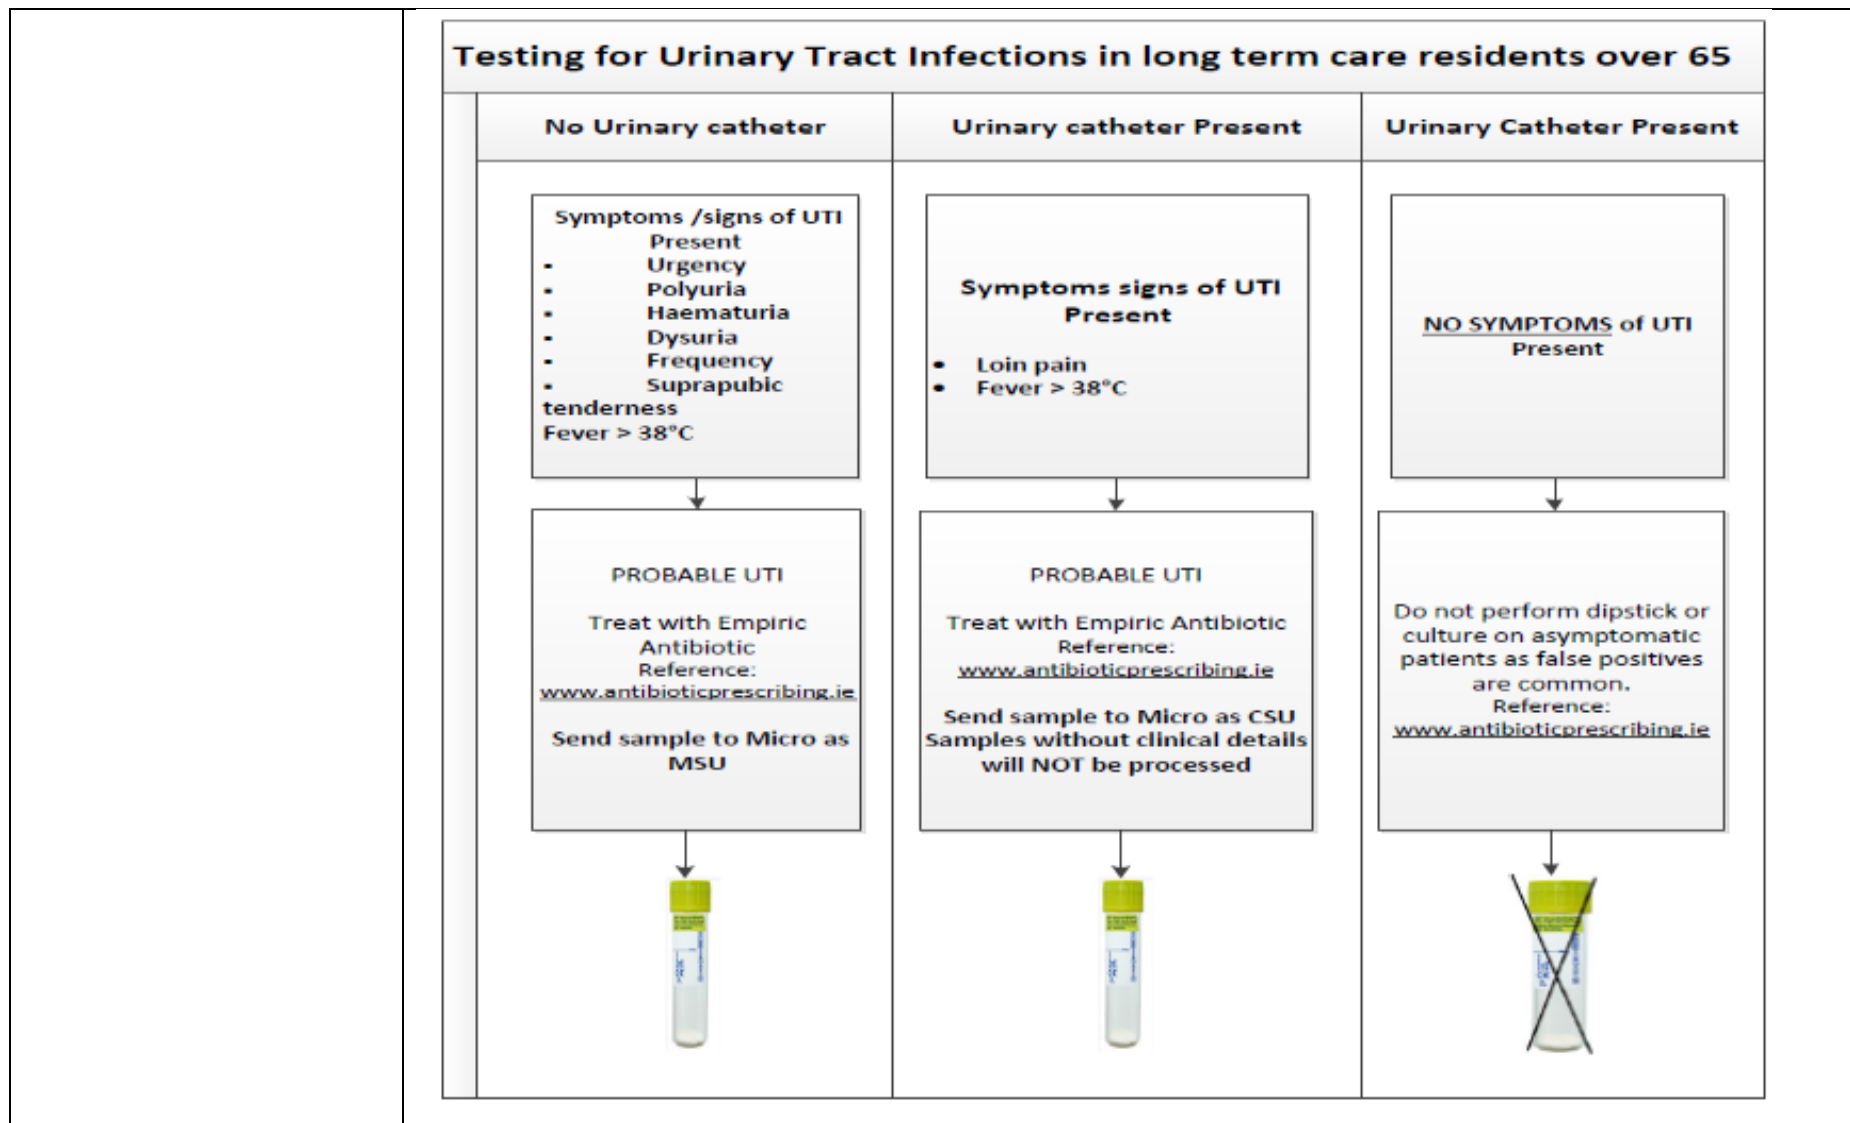 Testing for Urinary Tract Infections in long term care residents over 65
No Urinary catheter
Urinary catheter Present
Urinary Catheter Present
Symptoms /signs of UTI
Present
- Urgency
- Polyuria
- Haematuria
- Dysuria
- Frequency
- Suprapubic
tenderness
Fever > 38°C
Symptoms signs of UTI
Present
• Loin pain
• Fever > 38°C
NO SYMPTOMS of UTI
Present
PROBABLE UTI
Treat with Empiric
Antibiotic
Reference:
www.antibioticprescribing.ie
Send sample to Micro as
MSU
PROBABLE UTI
Treat with Empiric Antibiotic
Reference:
www.antibioticprescribing.ie
Send sample to Micro as CSU
Samples without clinical details
will NOT be processed
Do not perform dipstick or
culture on asymptomatic
patients as false positives
are common.
Reference:
www.antibioticprescribing.ie